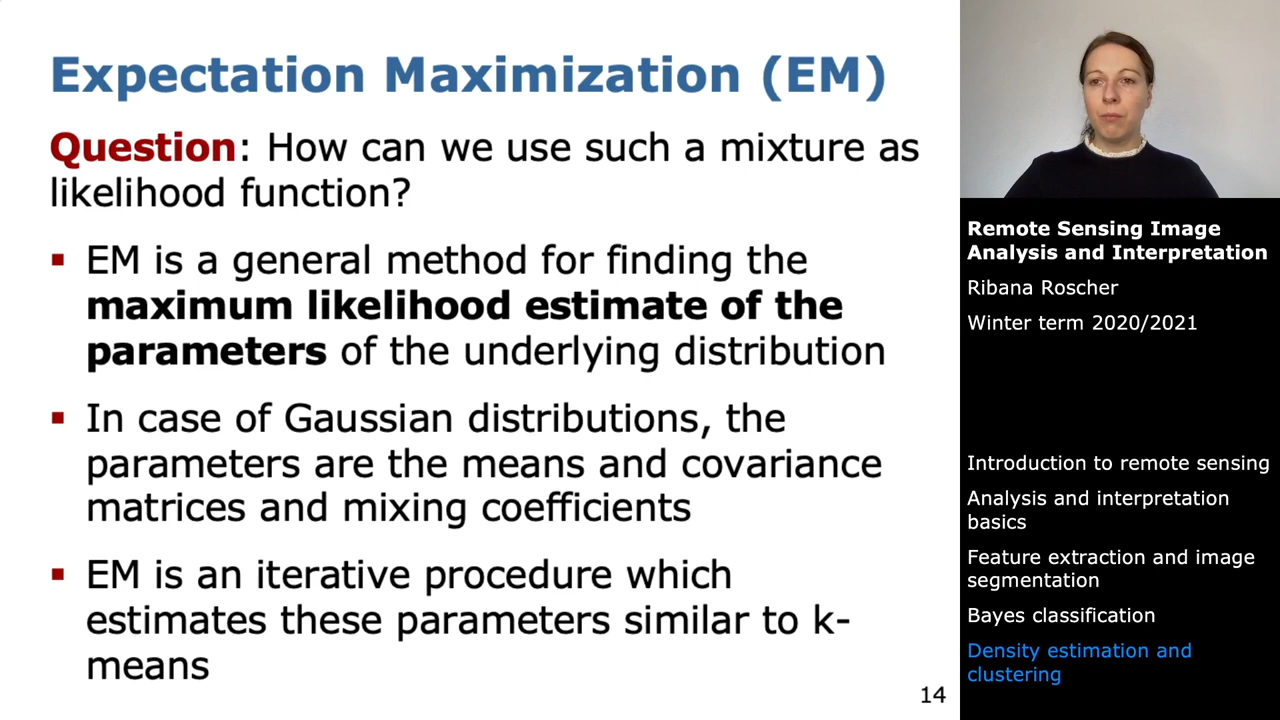 Expectation Maximization (EM)
Question: How can we use such a mixture as
likelihood function?
▪ EM is a general method for finding the
maximum likelihood estimate of the
parameters of the underlying distribution
▪ In case of Gaussian distributions, the
parameters are the means and covariance
matrices and mixing coefficients
▪ EM is an iterative procedure which
estimates these parameters similar to k-
means
14
Remote Sensing Image
Analysis and Interpretation
Ribana Roscher
Winter term 2020/2021
Introduction to remote sensing
Analysis and interpretation
basics
Feature extraction and image
segmentation
Bayes classification
Density estimation and
clustering